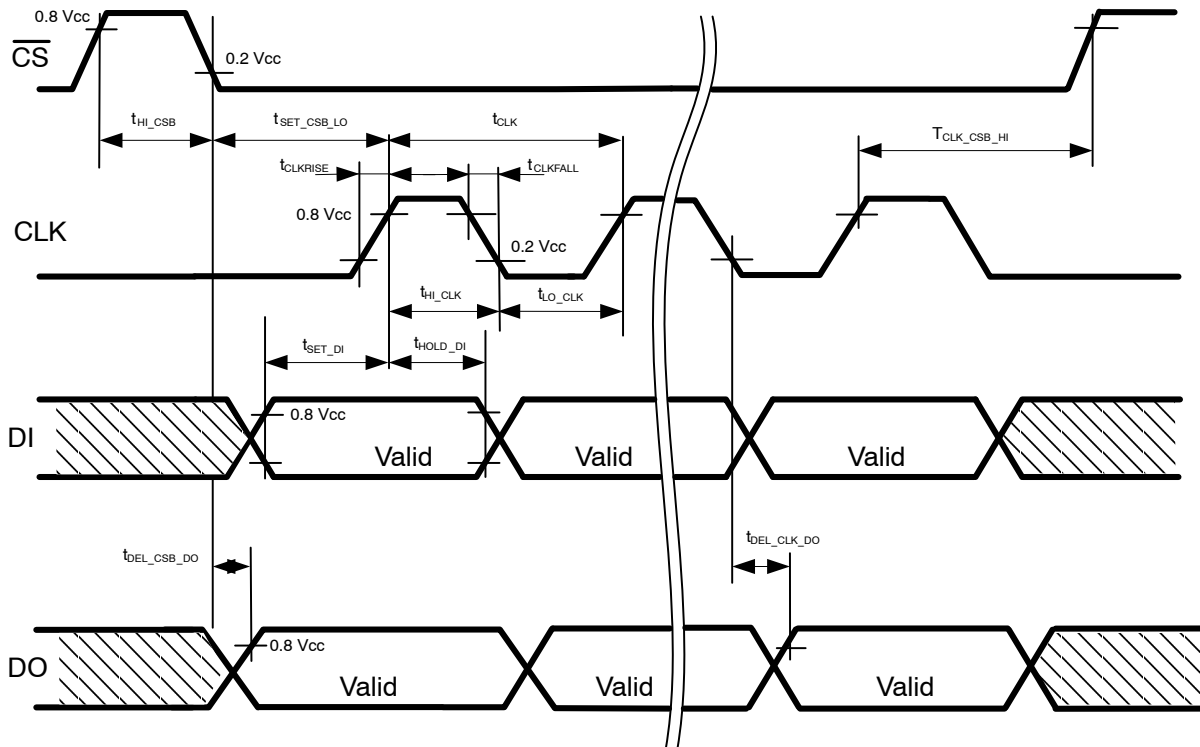 0.8 Vcc
CS
0.2 Vcc
tHI_CSB
tSET_CSB_LO
tCLK
TCLK_CSB_HI
tCLKRISE
tCLKFALL
0.8 Vcc
CLK
0.2 Vcc
tHI_CLK
tLO_CLK
tSET_DI
tHOLD_DI
0.8 Vcc
DI
Valid
Valid
Valid
tDEL_CSB_DO
tDEL_CLK_DO
0.8 Vcc
DO
Valid
Valid
Valid